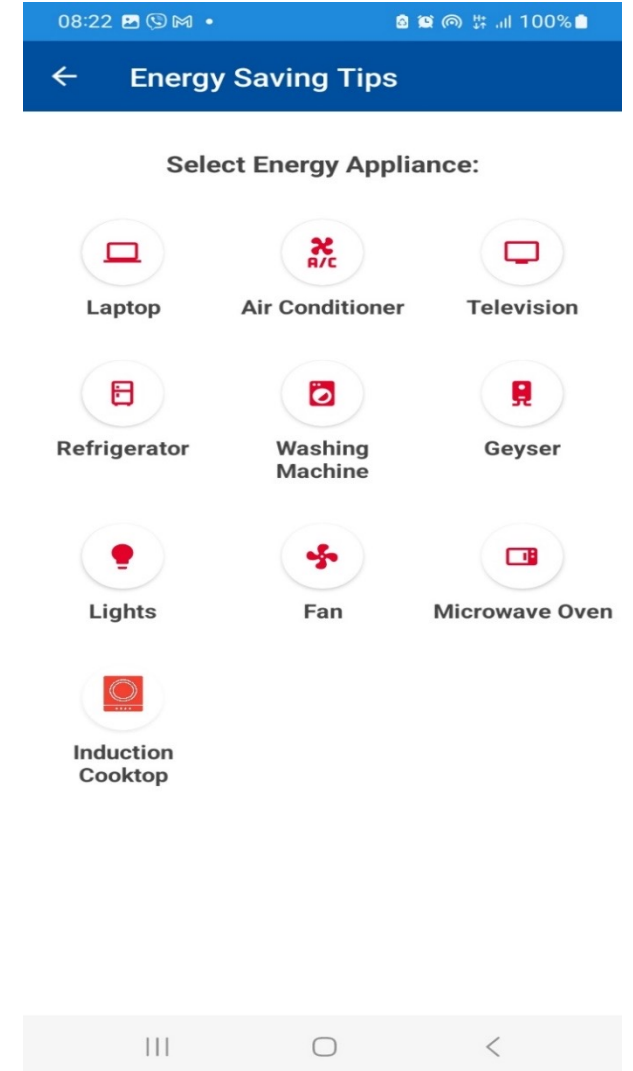 08:22 100%
Energy Saving Tips
Select Energy Appliance:
Laptop Air Conditioner Television
A/C
Refrigerator Washing Machine Geyser
Lights Fan Microwave Oven
Induction Cooktop